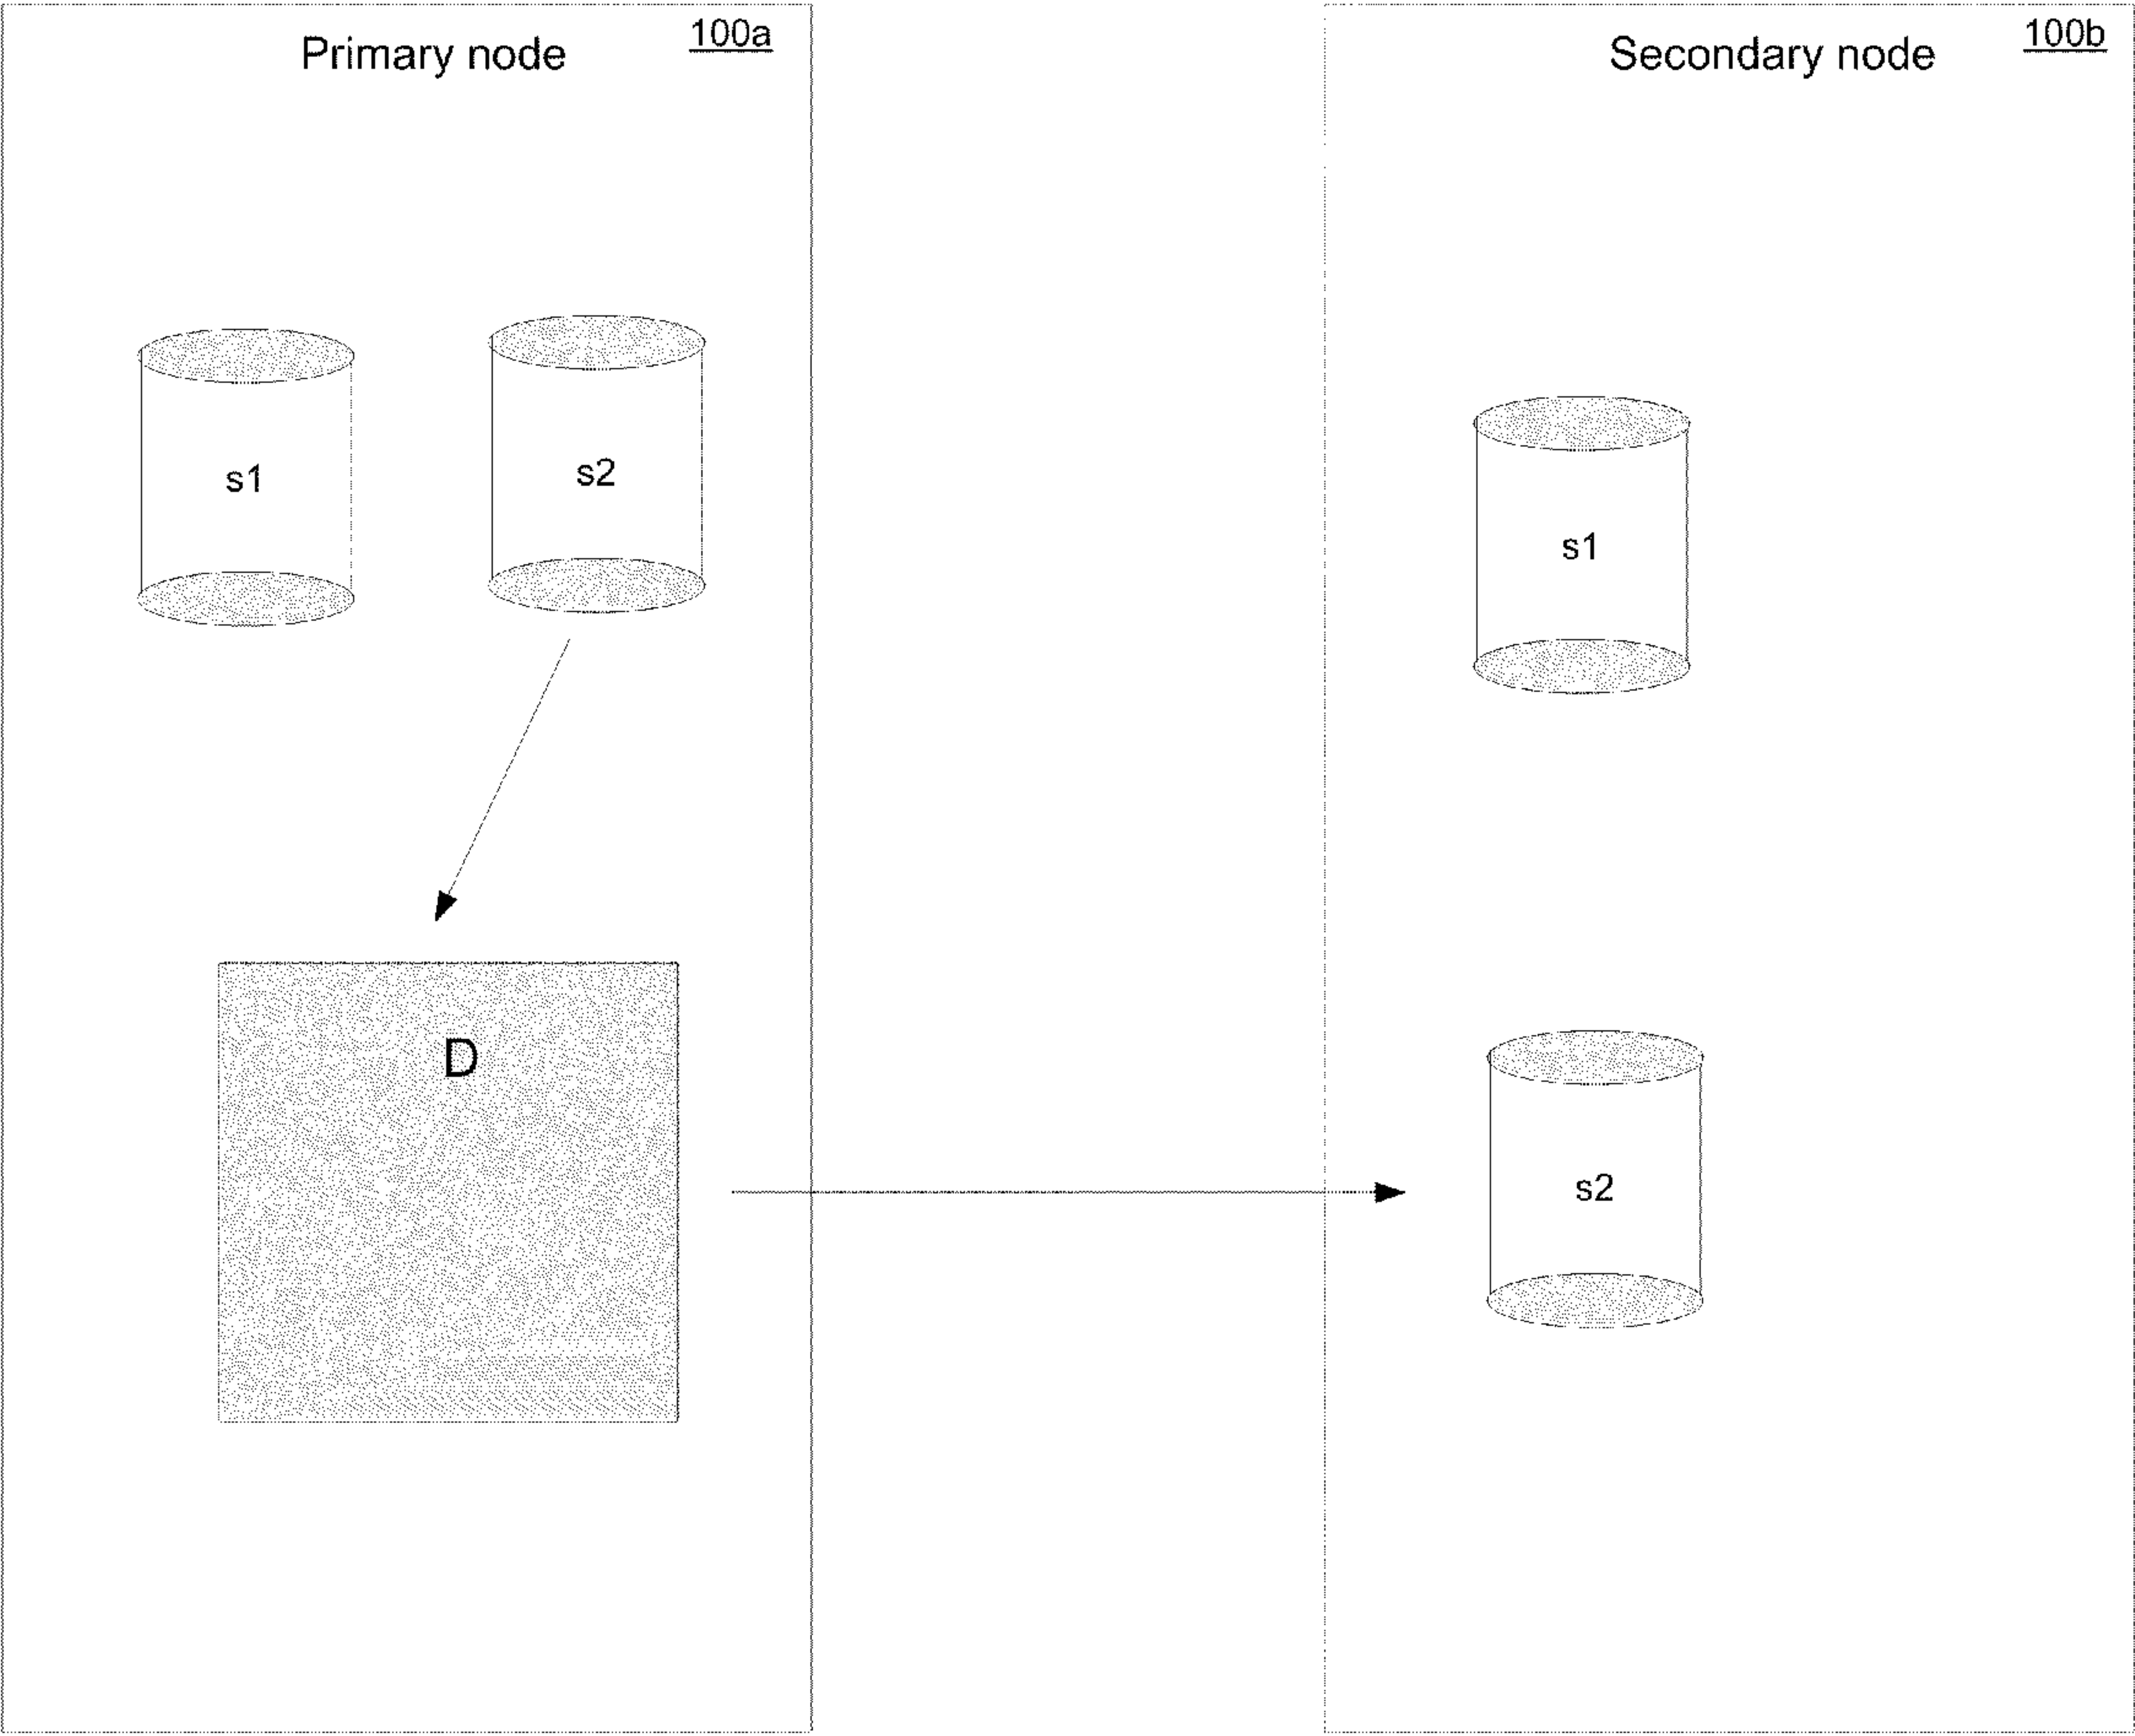 Primary node
100a
Secondary node
100b
s1
s2
s1
D
s2